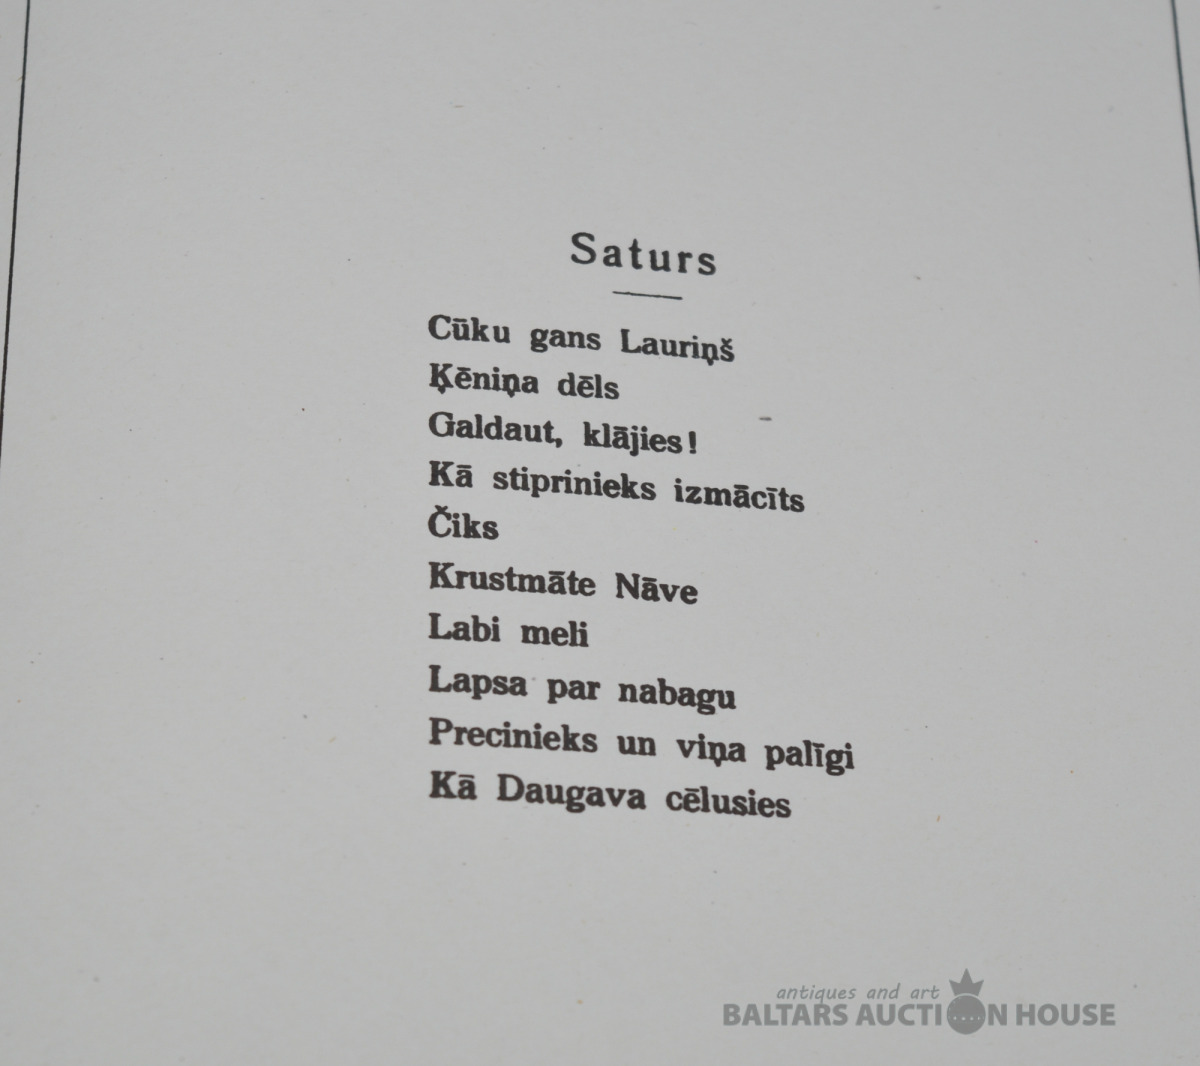 Saturs
Cūku gans Lauriņš
Ķēniņa dēls
Galdaut, klājies!
Kā stiprinieks izmācīts
Čiks
Krustmāte Nāve
Labi meli
Lapsa par nabagu
Precinieks un viņa palīgi
Kā Daugava cēlusies
antiques and art
BALTARS AUCTION HOUSE